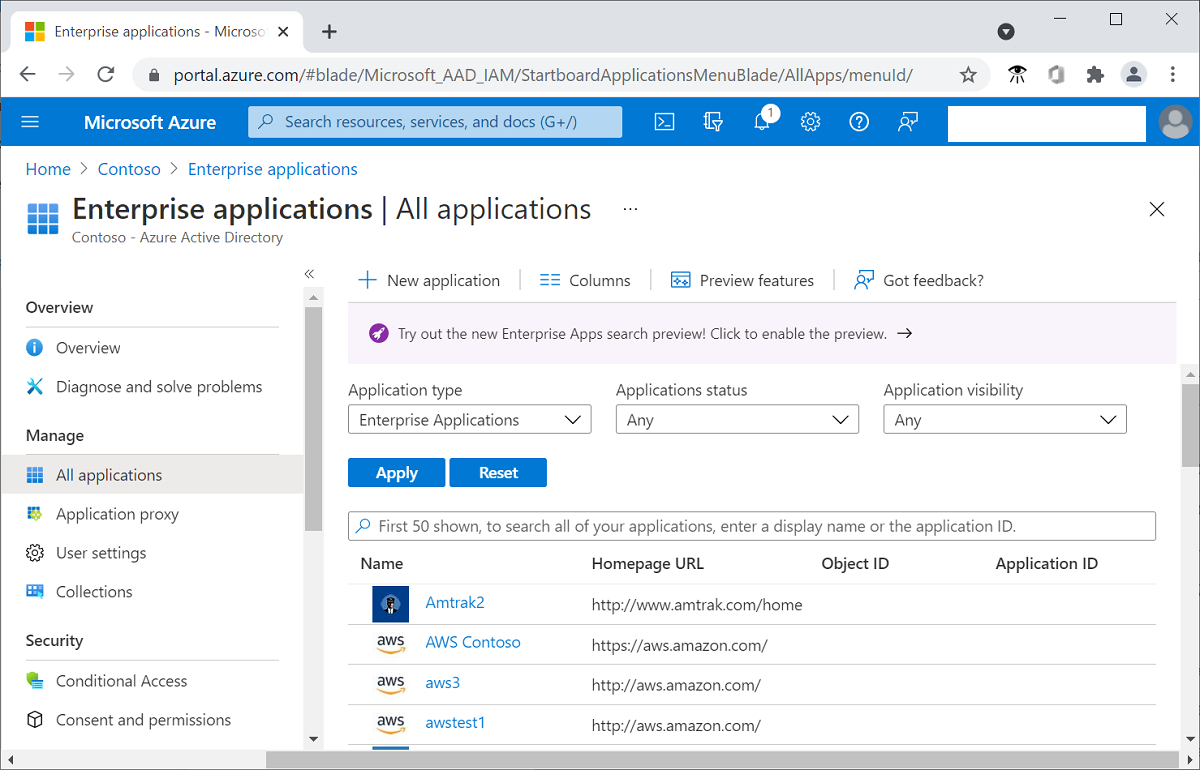 Enterprise applications - Microso
portal.azure.com/#blade/Microsoft_AAD_IAM/StartboardApplicationsMenuBlade/AllApps/menuId/
Microsoft Azure
Search resources, services, and docs (G+/)
1
Home > Contoso > Enterprise applications
Enterprise applications | All applications ...
Contoso - Azure Active Directory
Overview
Overview
Diagnose and solve problems
Manage
All applications
Application proxy
User settings
Collections
Security
Conditional Access
Consent and permissions
New application | Columns | Preview features | Got feedback?
Try out the new Enterprise Apps search preview! Click to enable the preview. →
Application type Applications status Application visibility
Enterprise Applications Any Any
Apply Reset
First 50 shown, to search all of your applications, enter a display name or the application ID.
Name Homepage URL Object ID Application ID
Amtrak2 http://www.amtrak.com/home
aws AWS Contoso https://aws.amazon.com/
aws aws3 http://aws.amazon.com/
aws awstest1 http://aws.amazon.com/